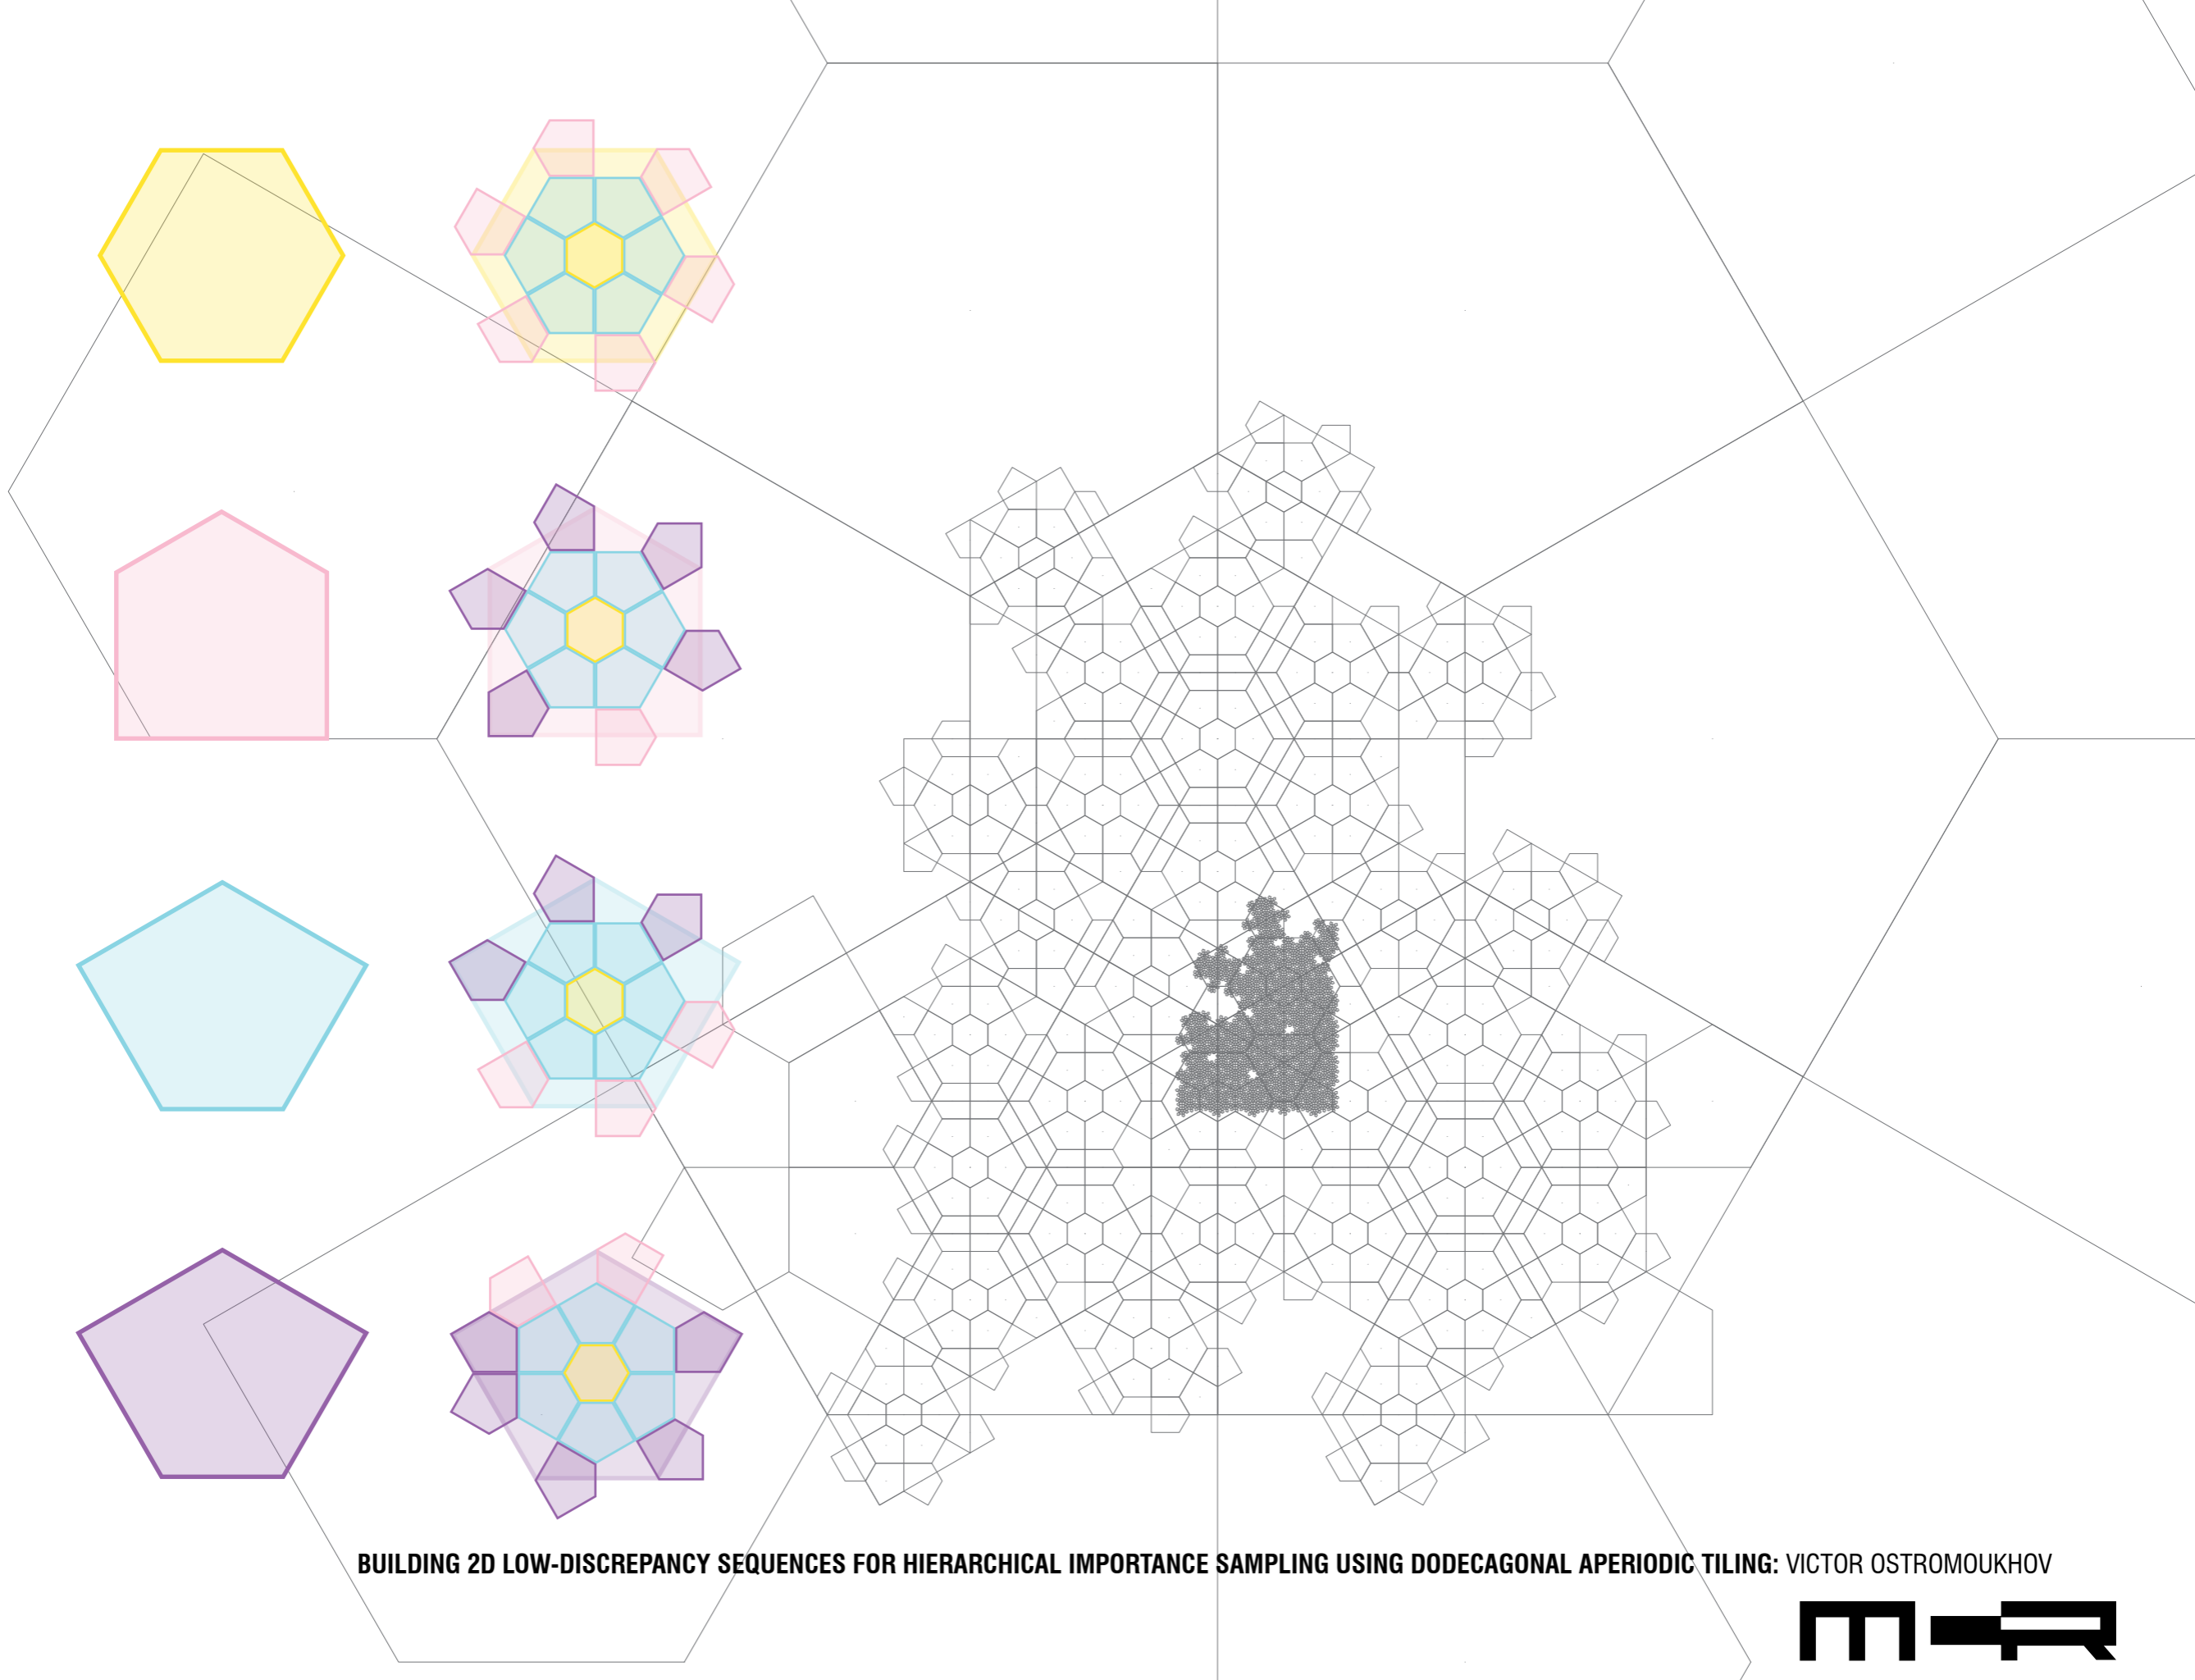 BUILDING 2D LOW-DISCREPANCY SEQUENCES FOR HIERARCHICAL IMPORTANCE SAMPLING USING DODECAGONAL APERIODIC TILING: VICTOR OSTROMOUKHOV